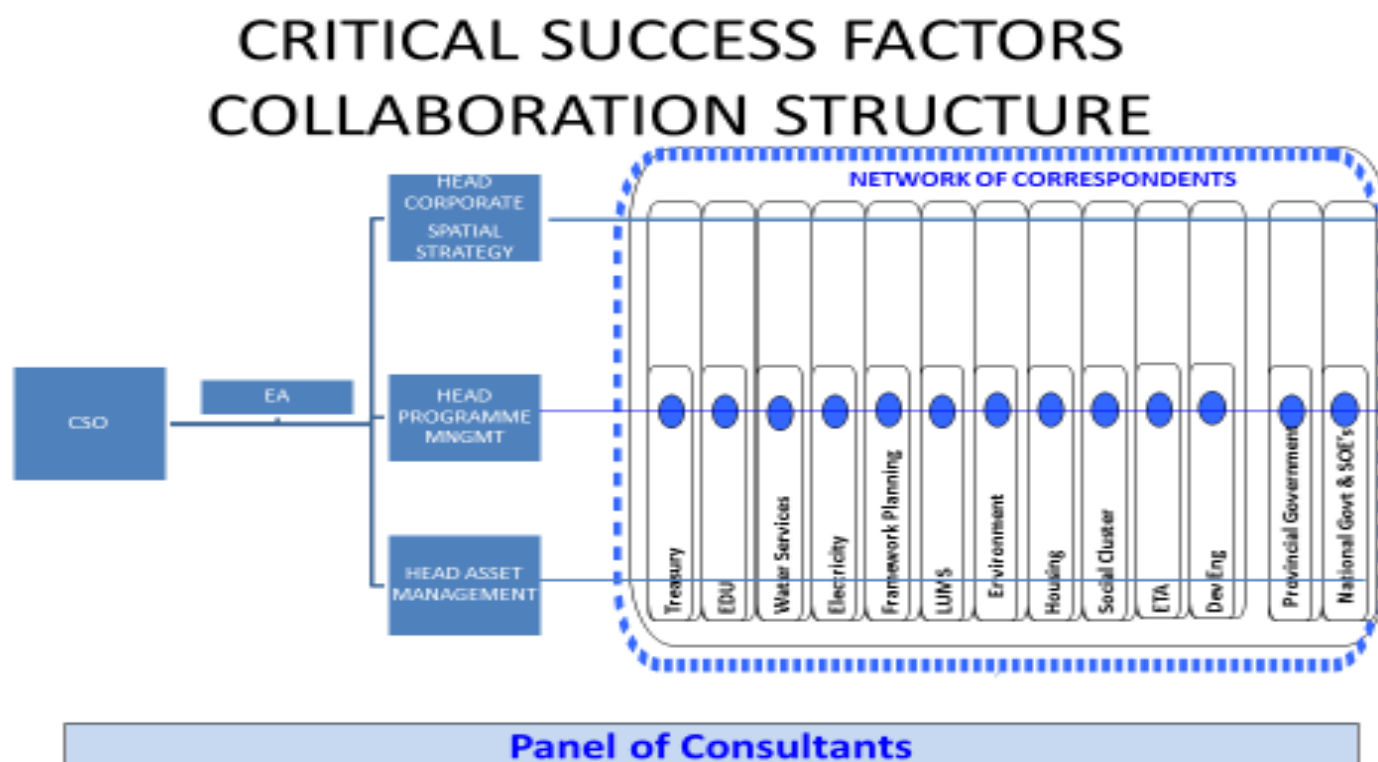 CRITICAL SUCCESS FACTORS
COLLABORATION STRUCTURE
NETWORK OF CORRESPONDENTS
HEAD
CORPORATE
SPATIAL
STRATEGY
CSO
EA
HEAD
PROGRAMME
MNGMT
HEAD ASSET
MANAGEMENT
Treasury
EDU
Water Services
Electricity
Framework Planning
LUMS
Environment
Housing
Social Cluster
ETA
Dev Eng
Provincial Government
National Govt & SOE's
Panel of Consultants